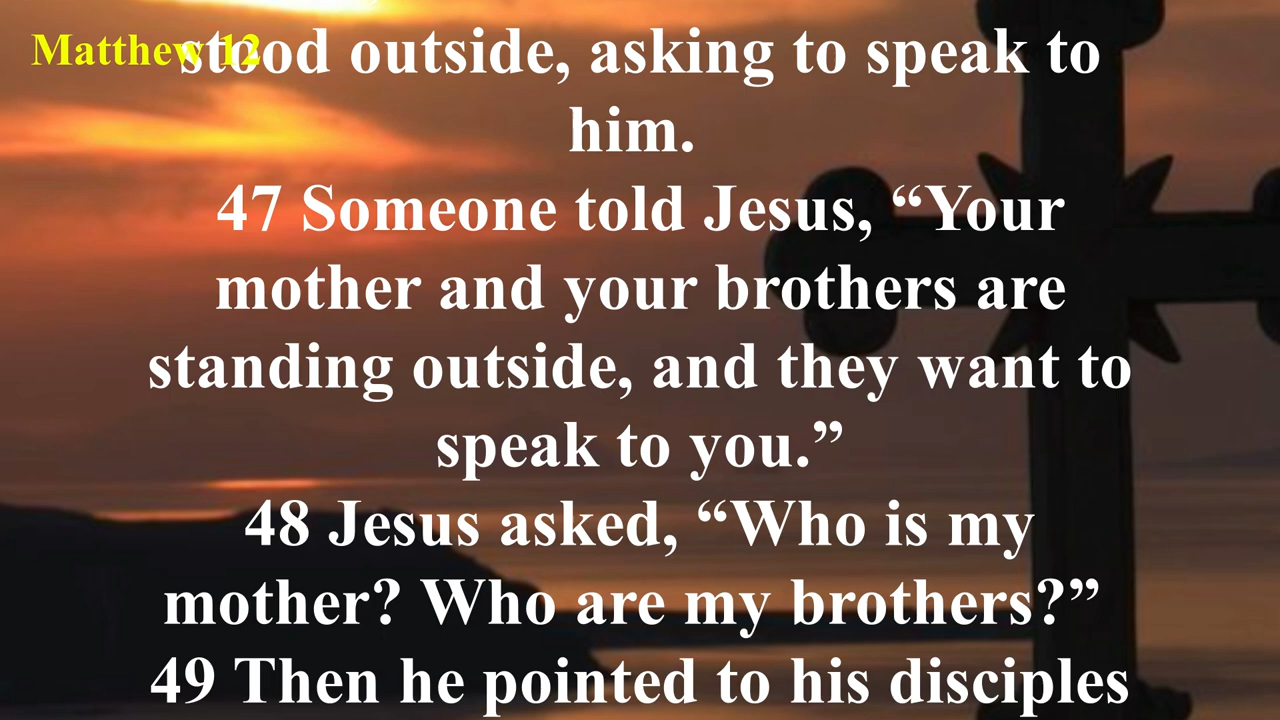 Matthew 12
stood outside, asking to speak to
him.
47 Someone told Jesus, “Your
mother and your brothers are
standing outside, and they want to
speak to you.”
48 Jesus asked, “Who is my
mother? Who are my brothers?”
49 Then he pointed to his disciples